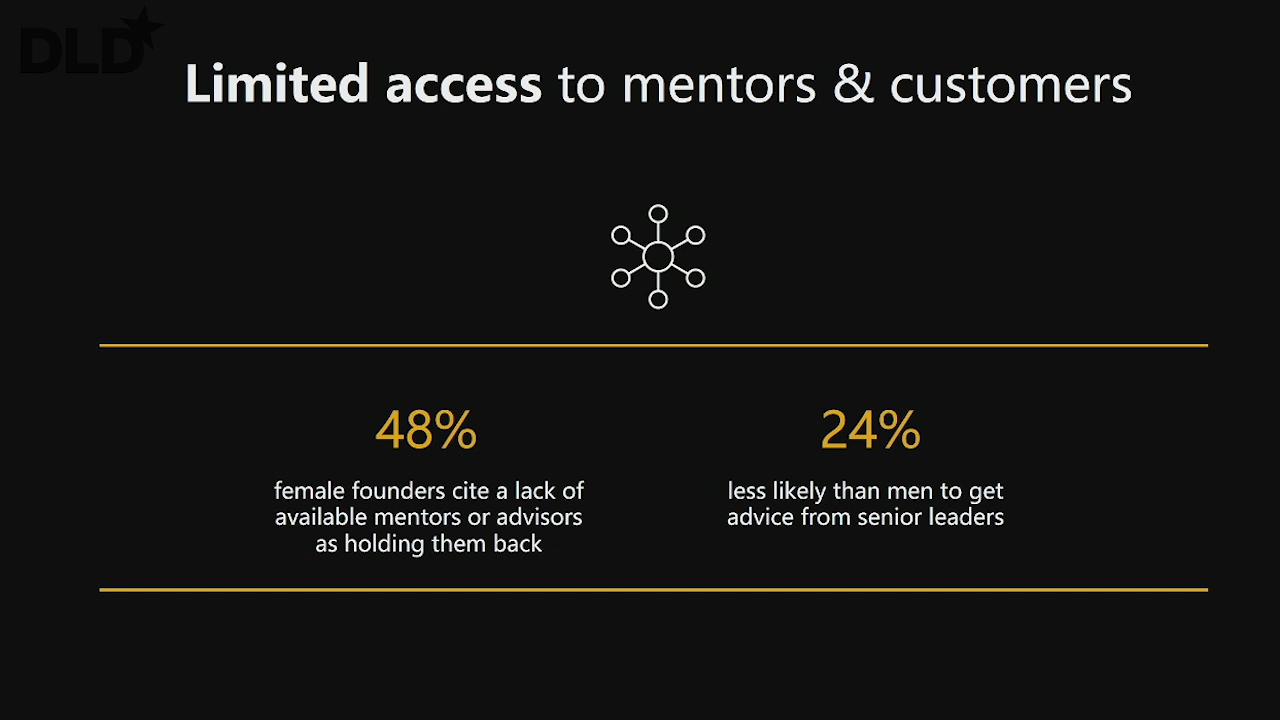 DLD
Limited access to mentors & customers
48%
female founders cite a lack of
available mentors or advisors
as holding them back
24%
less likely than men to get
advice from senior leaders